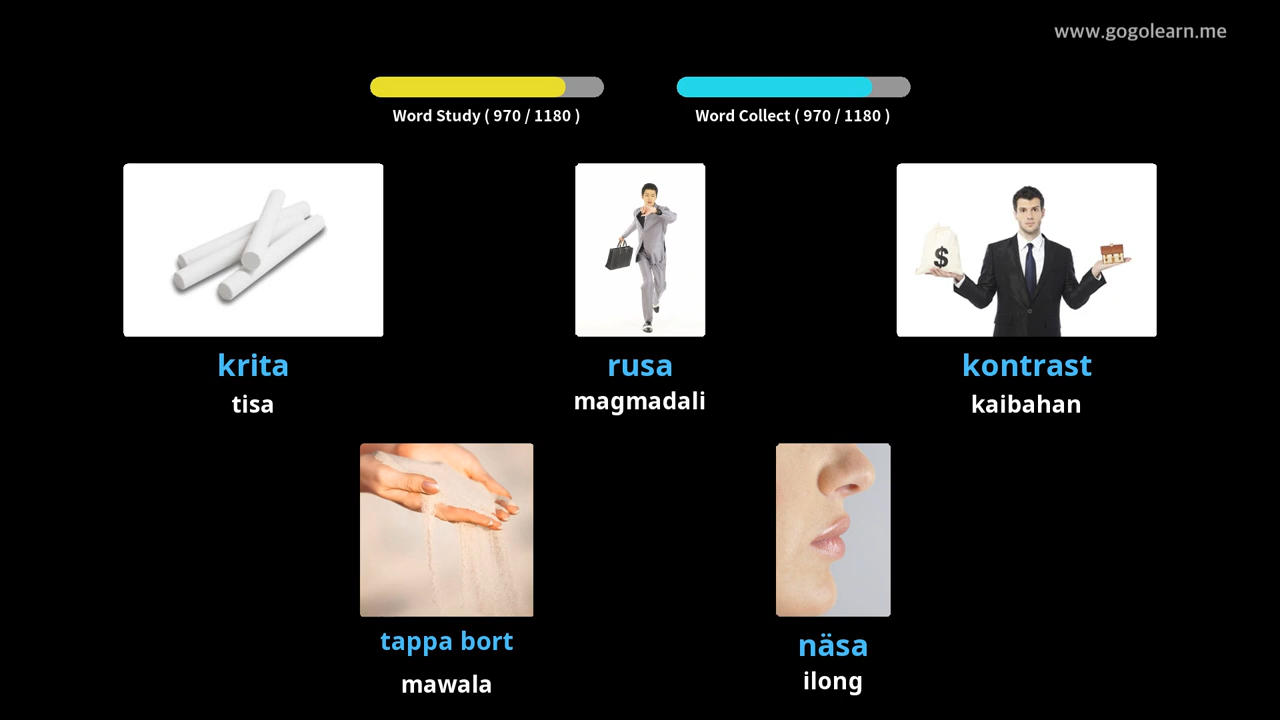 www.gogolearn.me
Word Study ( 970 / 1180 )
Word Collect ( 970 / 1180 )
$
krita
tisa
rusa
magmadali
kontrast
kaibahan
tappa bort
mawala
näsa
ilong